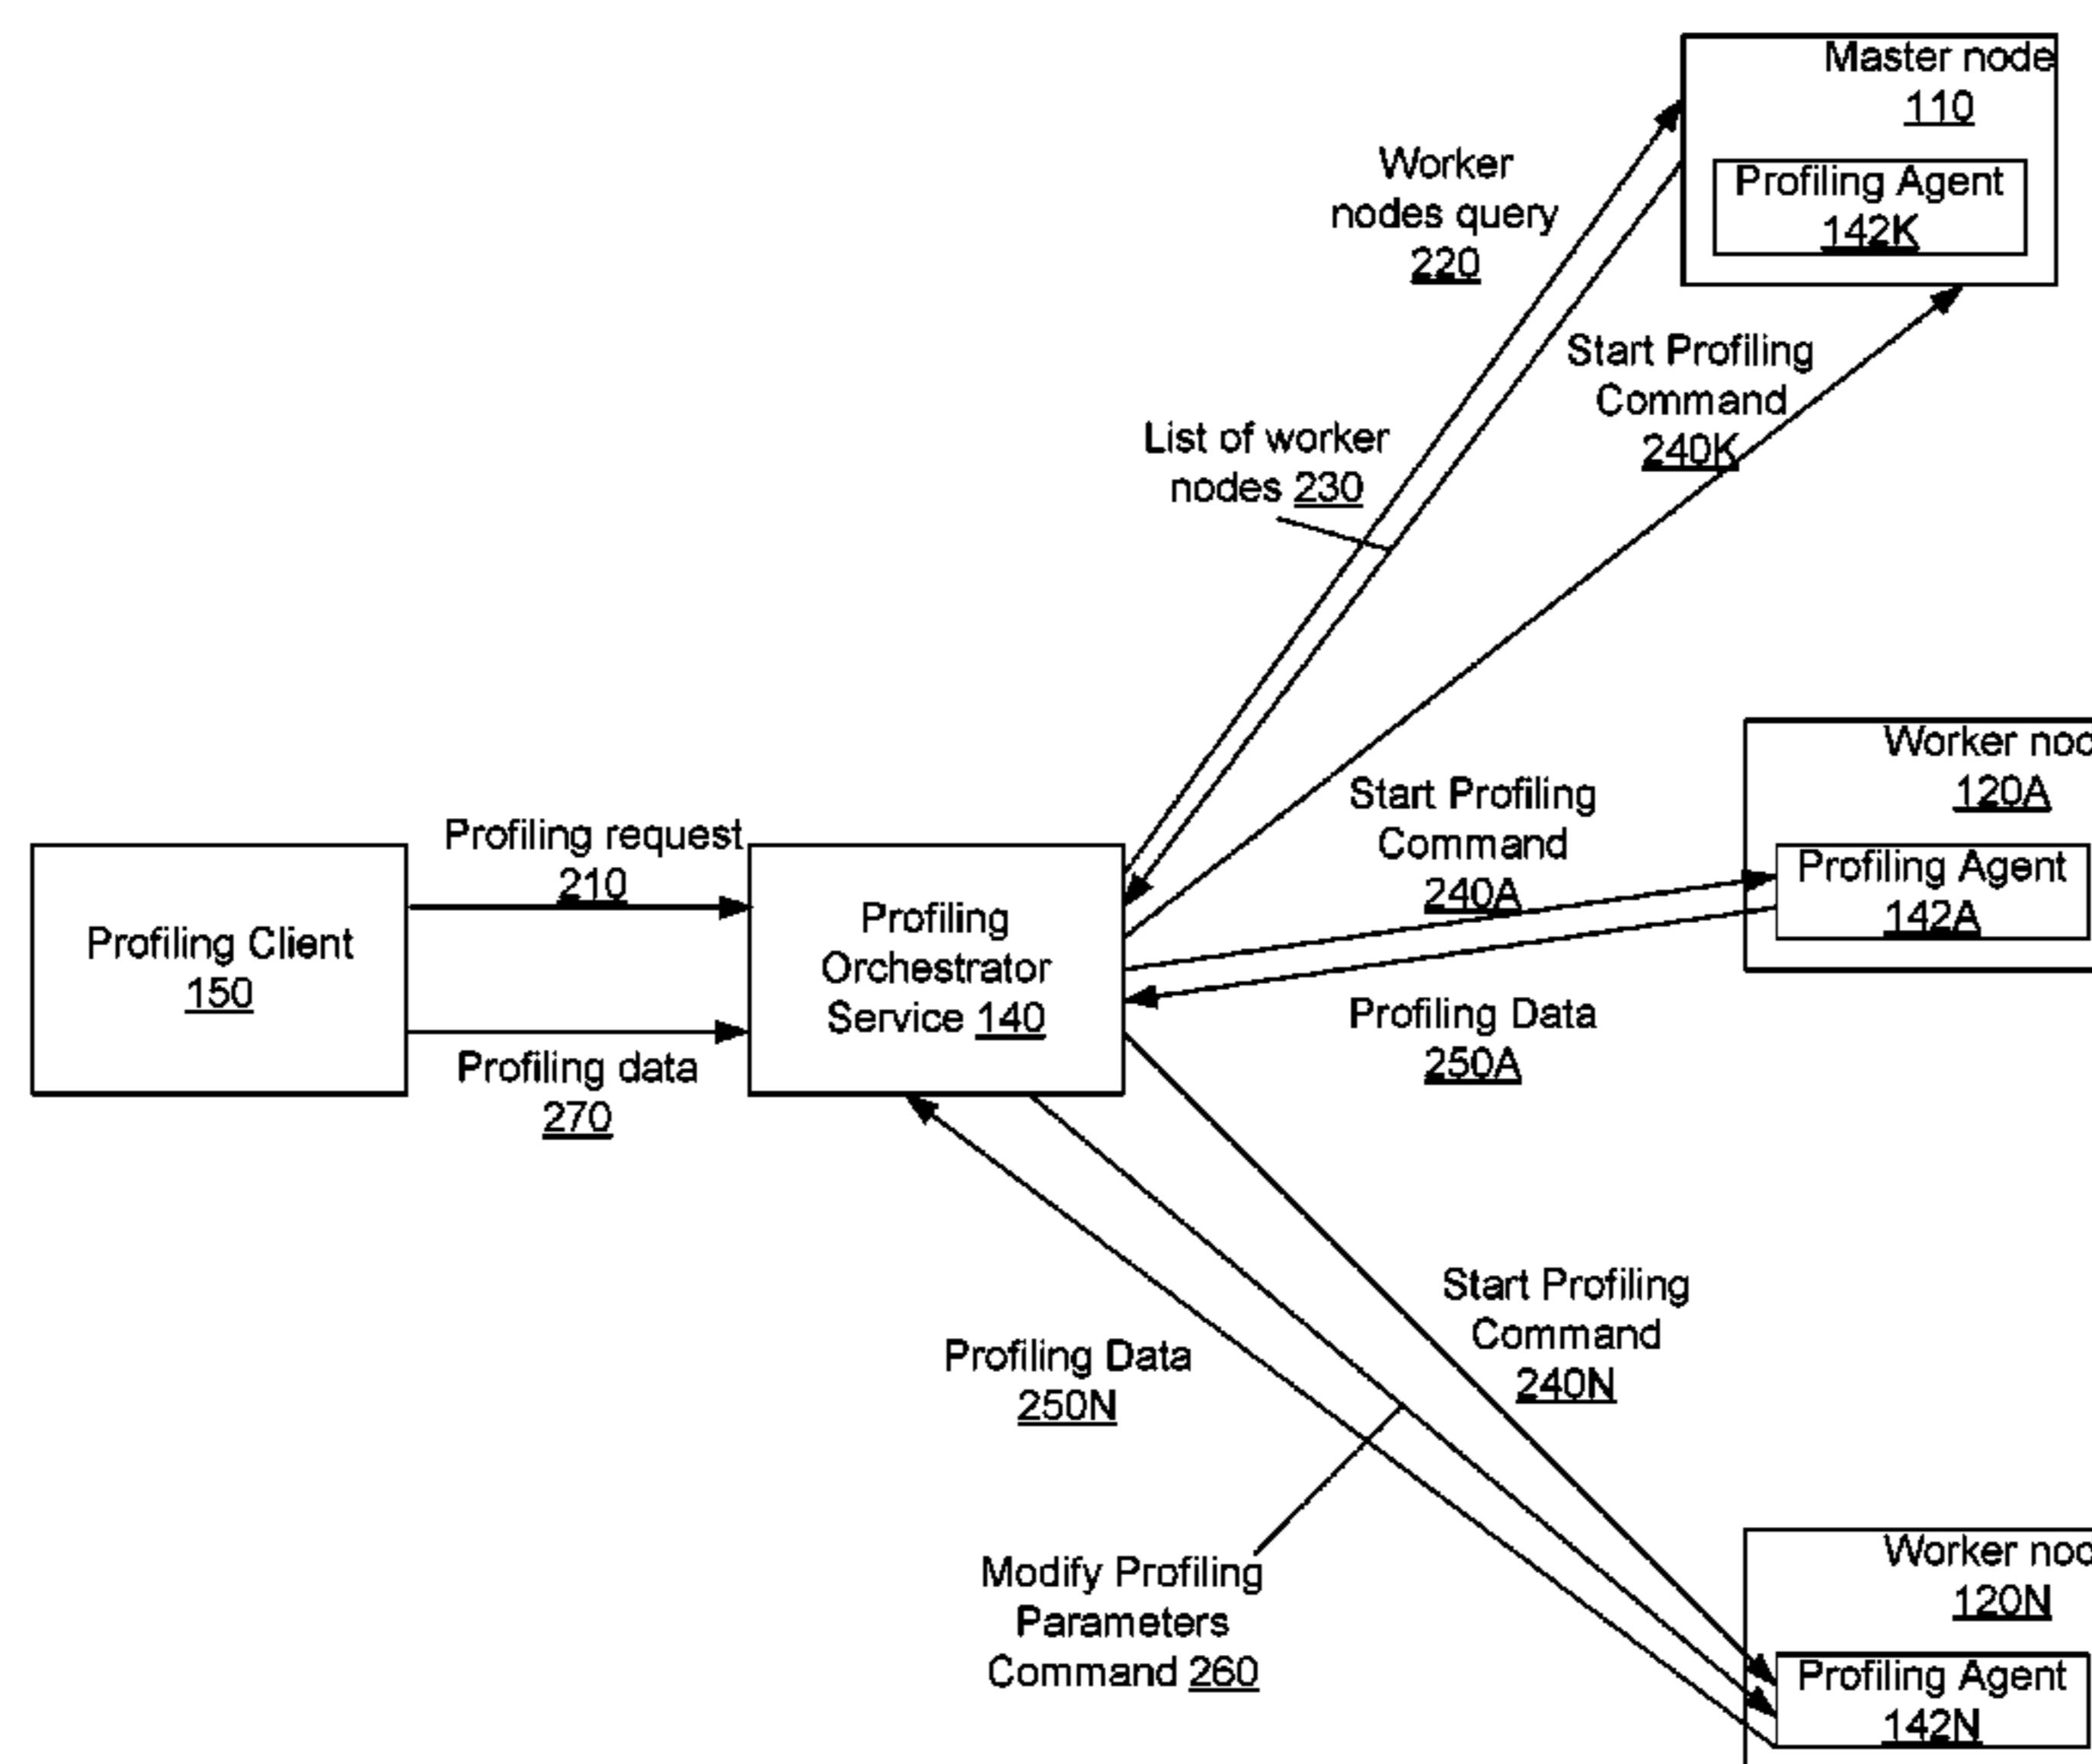 Master node
110
Profiling Agent
142K
Worker
nodes query
220
Start Profiling
Command
240K
List of worker
nodes 230
Worker noc
120A
Profiling Agent
142A
Start Profiling
Command
240A
Profiling Data
250A
Profiling request
210
Profiling Client
150
Profiling data
270
Profiling
Orchestrator
Service 140
Start Profiling
Command
240N
Profiling Data
250N
Modify Profiling
Parameters
Command 260
Worker noc
120N
Profiling Agent
142N